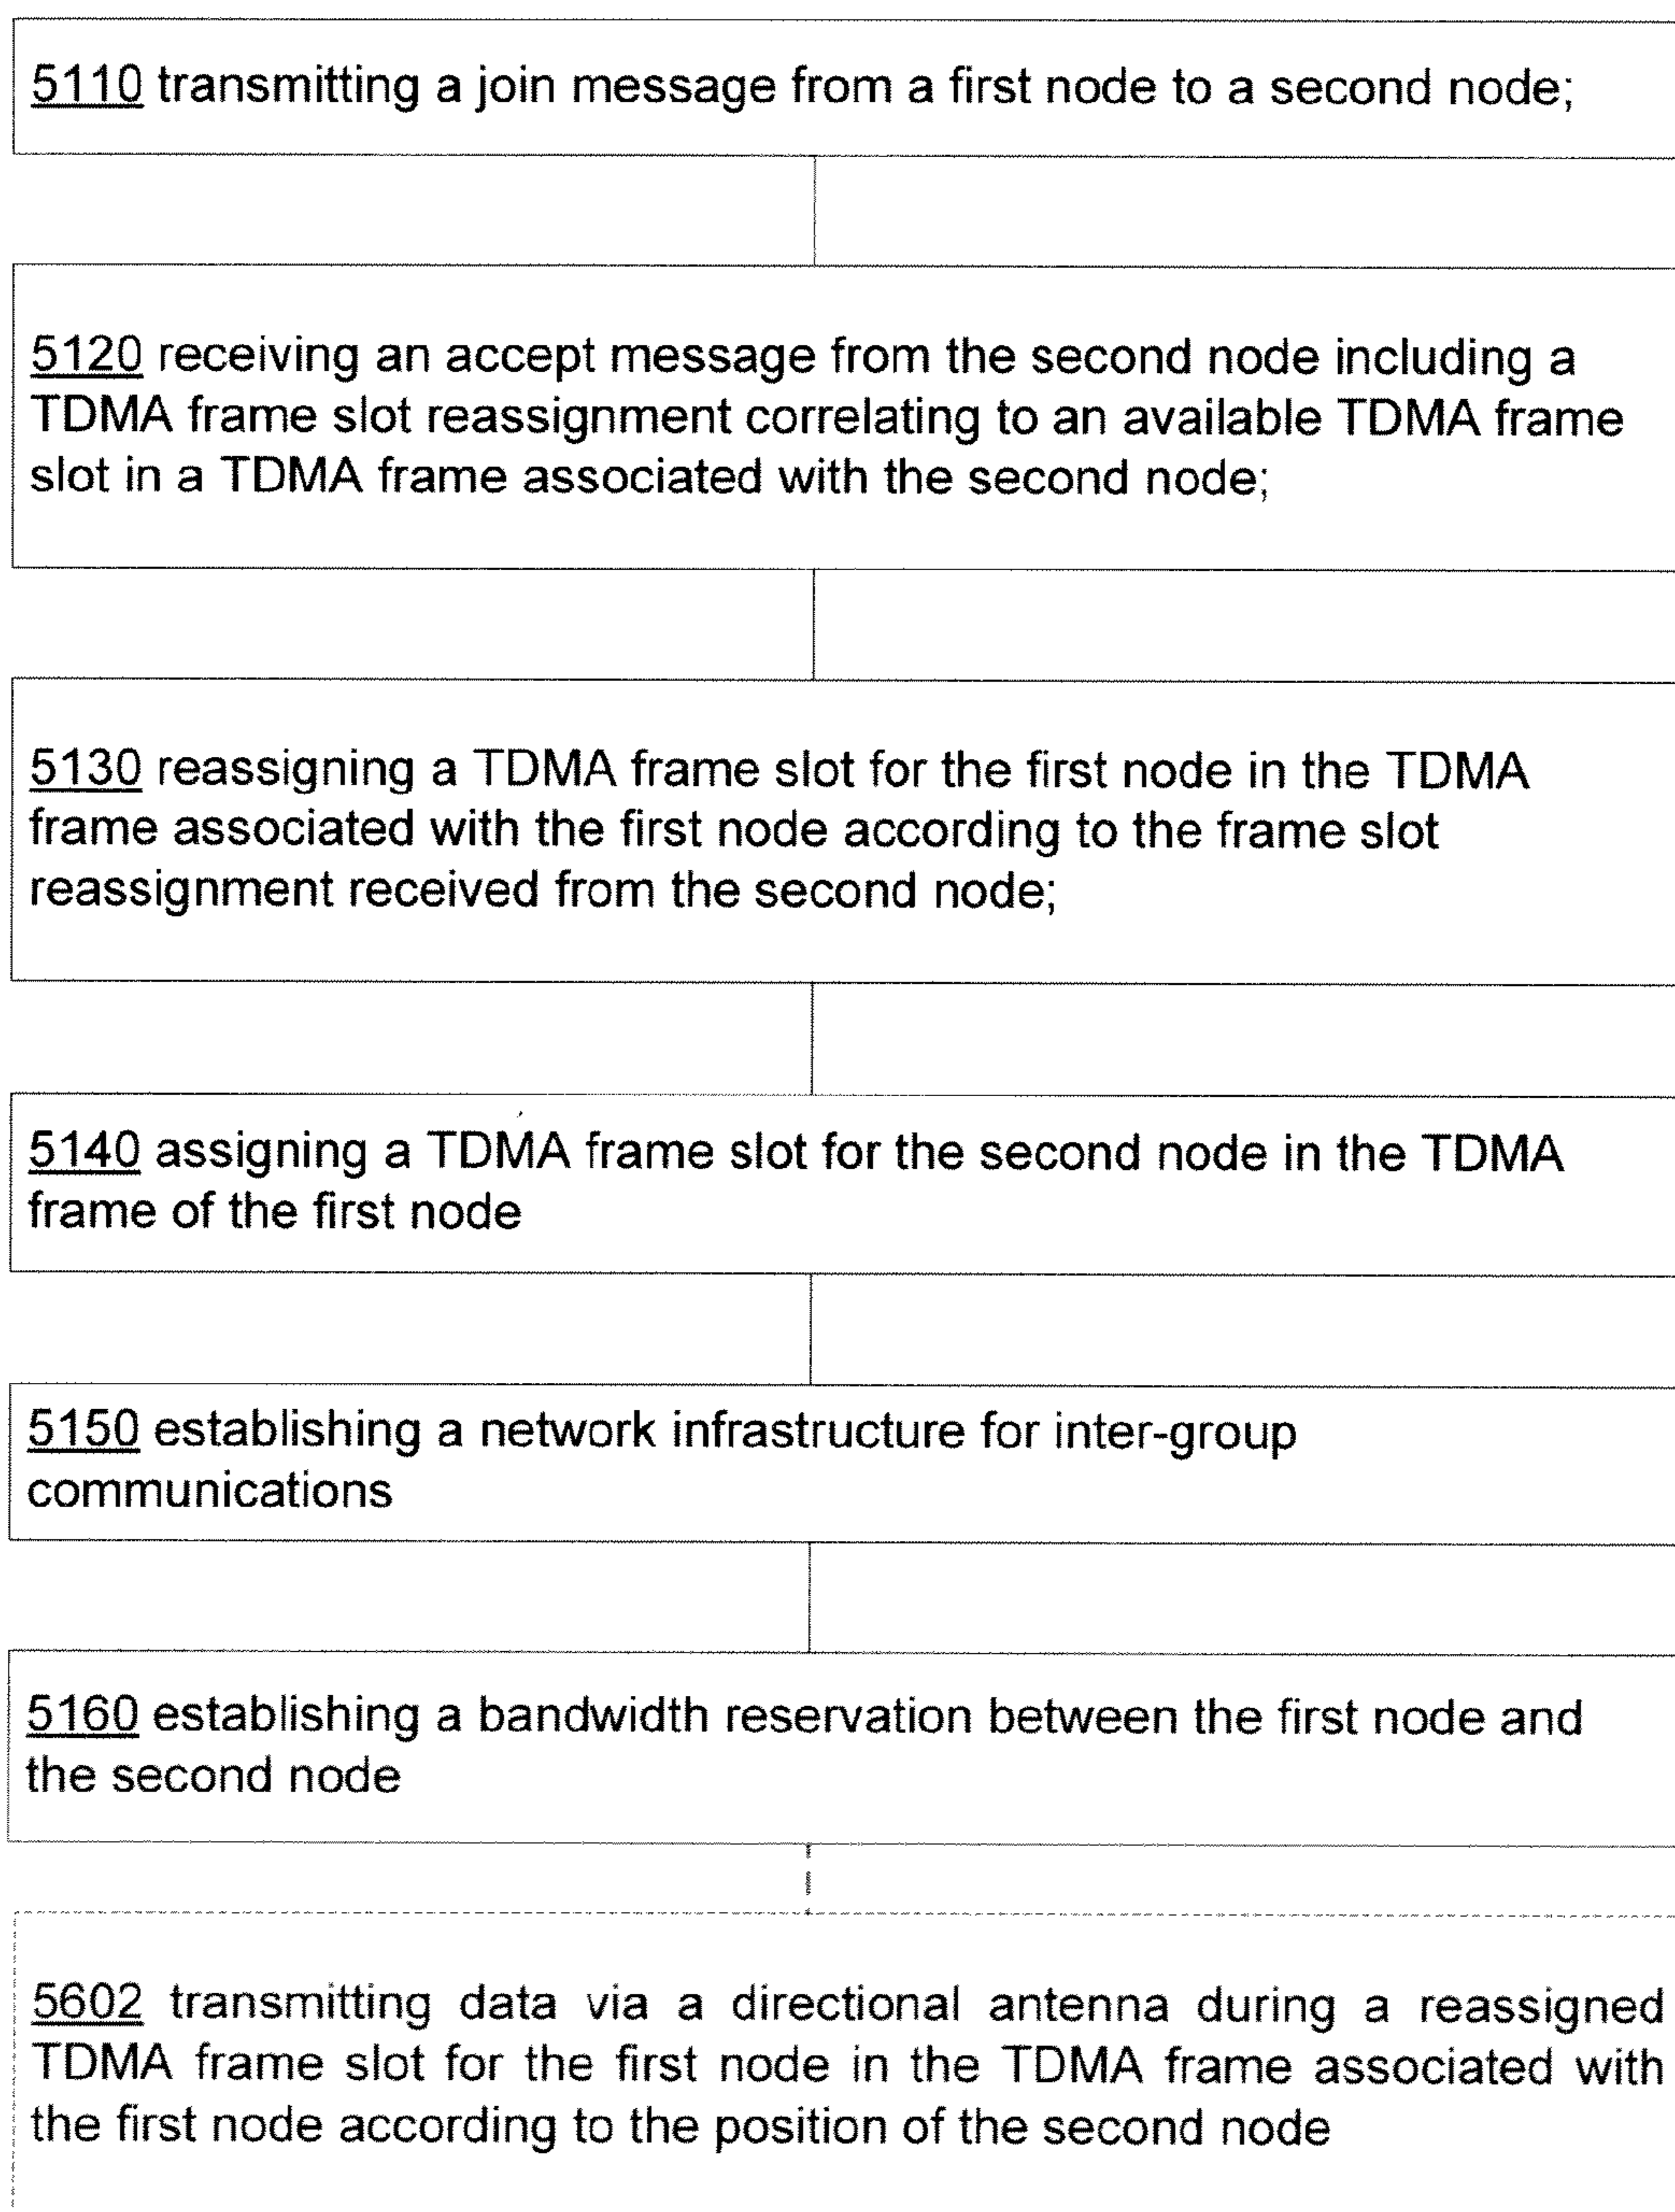 5110 transmitting a join message from a first node to a second node;
5120 receiving an accept message from the second node including a
TDMA frame slot reassignment correlating to an available TDMA frame
slot in a TDMA frame associated with the second node;
5130 reassigning a TDMA frame slot for the first node in the TDMA
frame associated with the first node according to the frame slot
reassignment received from the second node;
5140 assigning a TDMA frame slot for the second node in the TDMA
frame of the first node
5150 establishing a network infrastructure for inter-group
communications
5160 establishing a bandwidth reservation between the first node and
the second node
5602 transmitting data via a directional antenna during a reassigned
TDMA frame slot for the first node in the TDMA frame associated with
the first node according to the position of the second node